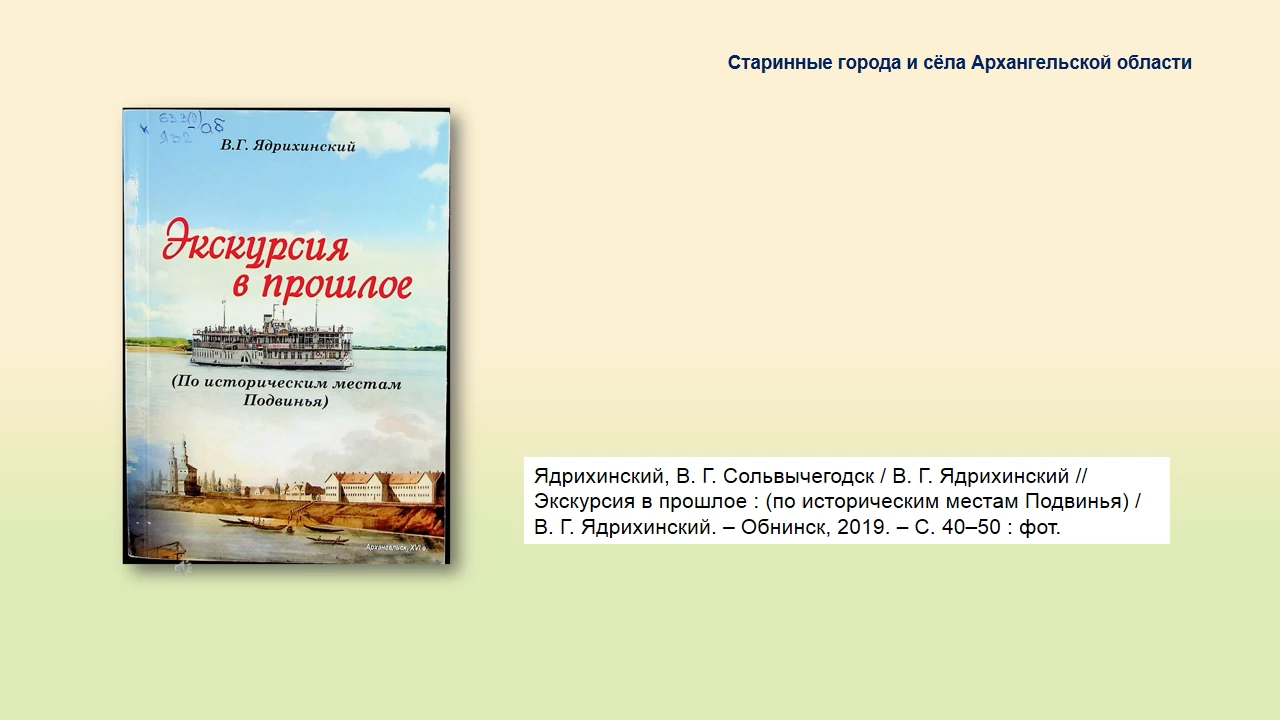 Старинные города и сёла Архангельской области
В.Г. Ядрихинский
Экскурсия
в прошлое
(По историческим местам
Подвинья)
Ядрихинский, В. Г. Сольвычегодск / В. Г. Ядрихинский //
Экскурсия в прошлое : (по историческим местам Подвинья) /
В. Г. Ядрихинский. – Обнинск, 2019. – С. 40–50 : фот.